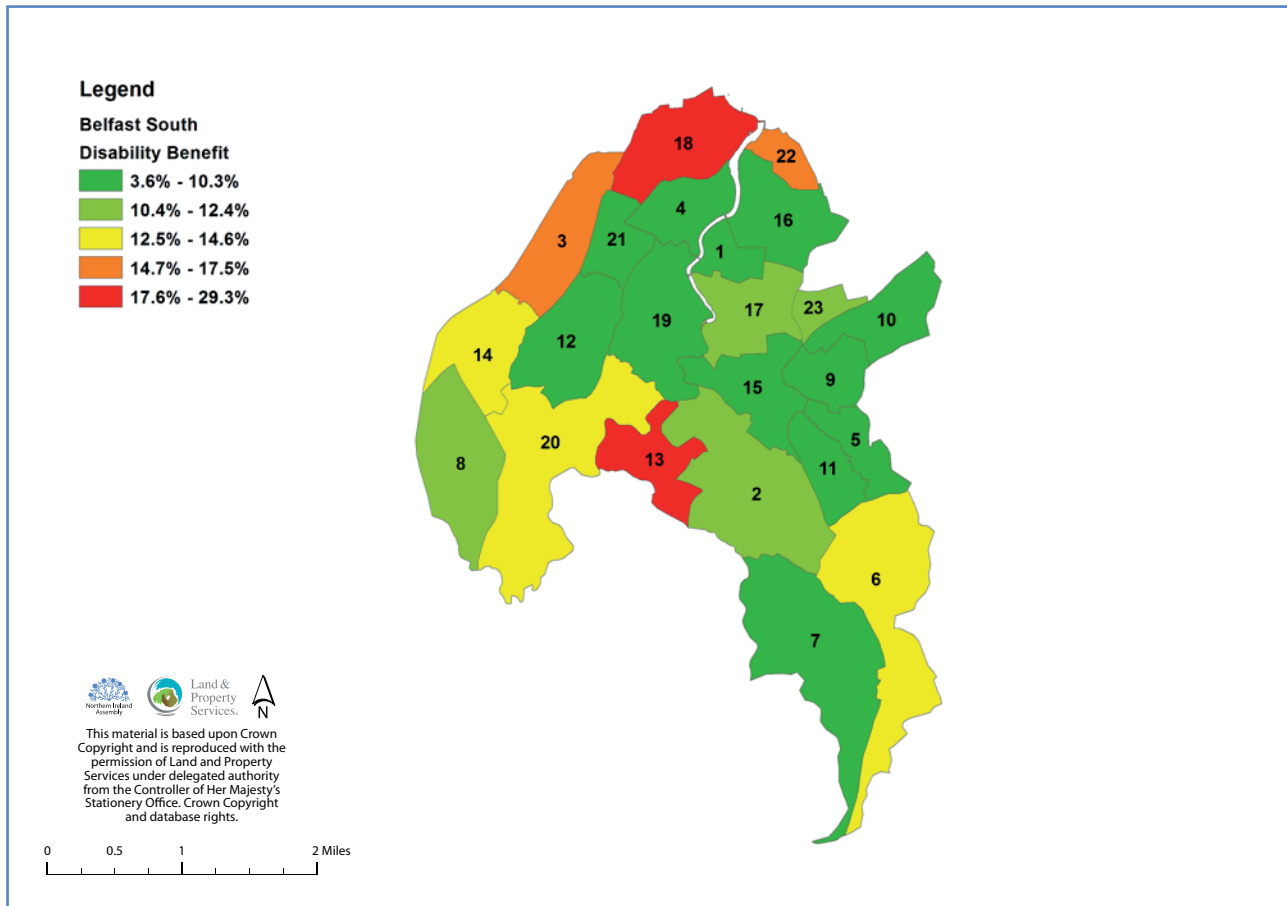 Legend
Belfast South
Disability Benefit
3.6% - 10.3%
10.4% - 12.4%
12.5% - 14.6%
14.7% - 17.5%
17.6% - 29.3%
18
22
4
16
3
21
1
17
23
10
19
12
14
9
15
5
20
13
8
11
2
6
7
Northern Ireland
Assembly
Land &
Property
Services.
N
This material is based upon Crown
Copyright and is reproduced with the
permission of Land and Property
Services under delegated authority
from the Controller of Her Majesty's
Stationery Office. Crown Copyright
and database rights.
0 0.5 1 2 Miles